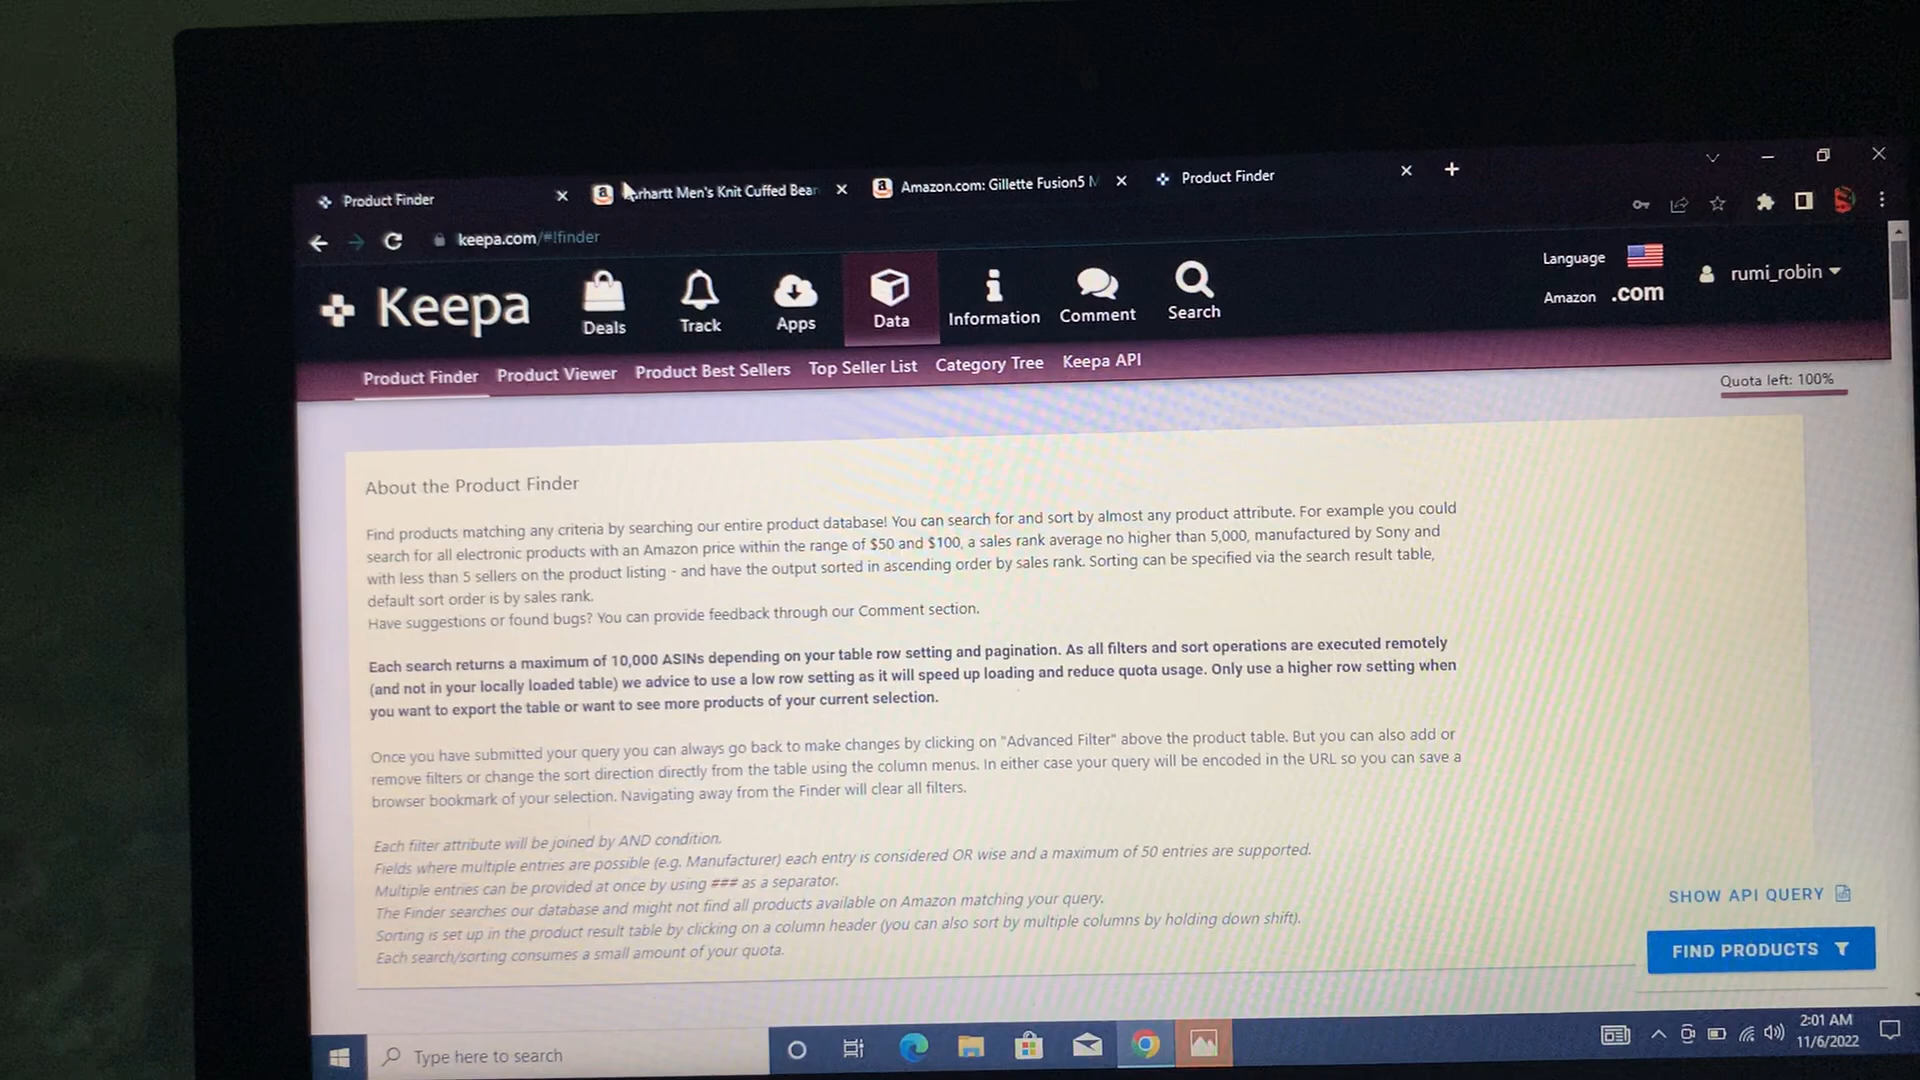 Product Finder
rhartt Men's Knit Cuffed Bean
Amazon.com: Gillette Fusion5 M
Product Finder
keepa.com/#!finder
Keepa
Deals
Track
Apps
Data
Information
Comment
Search
Language
Amazon .com
rumi_robin
Product Finder
Product Viewer
Product Best Sellers
Top Seller List
Category Tree
Keepa API
Quota left: 100%
About the Product Finder
Find products matching any criteria by searching our entire product database! You can search for and sort by almost any product attribute. For example you could
search for all electronic products with an Amazon price within the range of $50 and $100, a sales rank average no higher than 5,000, manufactured by Sony and
with less than 5 sellers on the product listing - and have the output sorted in ascending order by sales rank. Sorting can be specified via the search result table,
default sort order is by sales rank.
Have suggestions or found bugs? You can provide feedback through our Comment section.
Each search returns a maximum of 10,000 ASINs depending on your table row setting and pagination. As all filters and sort operations are executed remotely
(and not in your locally loaded table) we advice to use a low row setting as it will speed up loading and reduce quota usage. Only use a higher row setting when
you want to export the table or want to see more products of your current selection.
Once you have submitted your query you can always go back to make changes by clicking on "Advanced Filter" above the product table. But you can also add or
remove filters or change the sort direction directly from the table using the column menus. In either case your query will be encoded in the URL so you can save a
browser bookmark of your selection. Navigating away from the Finder will clear all filters.
Each filter attribute will be joined by AND condition.
Fields where multiple entries are possible (e.g. Manufacturer) each entry is considered OR wise and a maximum of 50 entries are supported.
Multiple entries can be provided at once by using ### as a separator.
The Finder searches our database and might not find all products available on Amazon matching your query.
Sorting is set up in the product result table by clicking on a column header (you can also sort by multiple columns by holding down shift).
Each search/sorting consumes a small amount of your quota.
SHOW API QUERY
FIND PRODUCTS
Type here to search
2:01 AM
11/6/2022